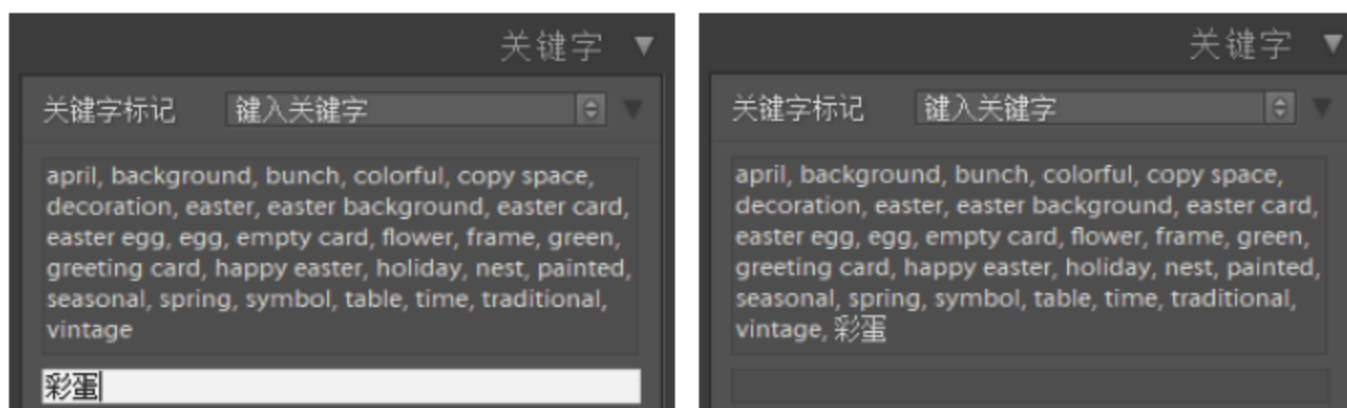 关键字
关键字标记 键入关键字
april, background, bunch, colorful, copy space,
decoration, easter, easter background, easter card,
easter egg, egg, empty card, flower, frame, green,
greeting card, happy easter, holiday, nest, painted,
seasonal, spring, symbol, table, time, traditional,
vintage
彩蛋
关键字
关键字标记 键入关键字
april, background, bunch, colorful, copy space,
decoration, easter, easter background, easter card,
easter egg, egg, empty card, flower, frame, green,
greeting card, happy easter, holiday, nest, painted,
seasonal, spring, symbol, table, time, traditional,
vintage, 彩蛋